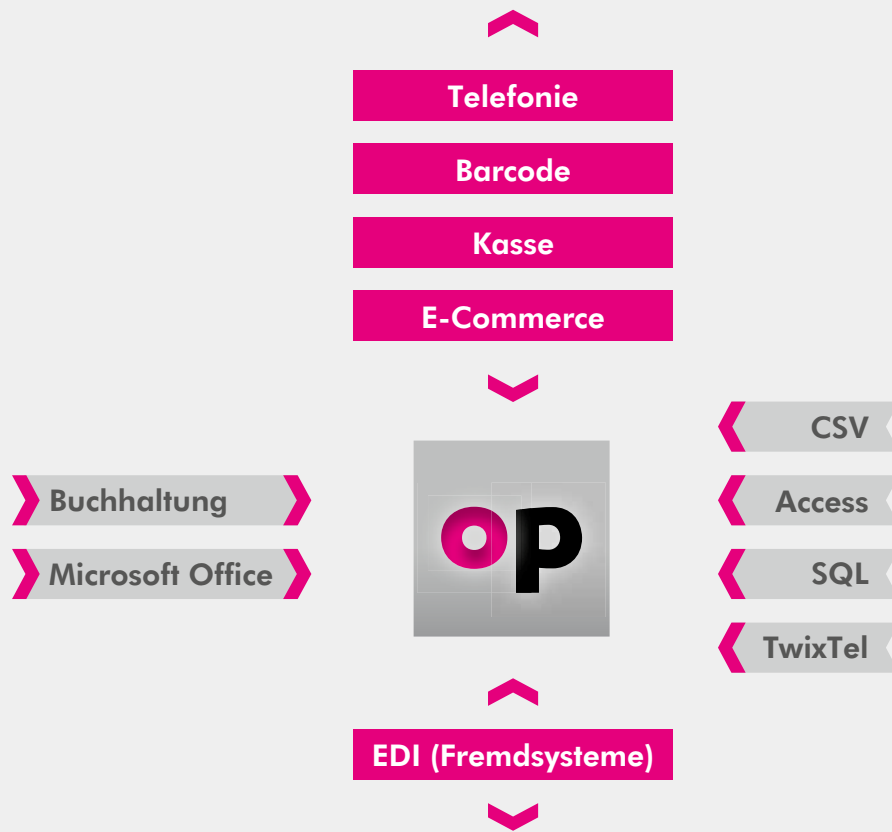 Telefonie
Barcode
Kasse
E-Commerce
CSV
Buchhaltung
Access
op
Microsoft Office
SQL
TwixTel
EDI (Fremdsysteme)